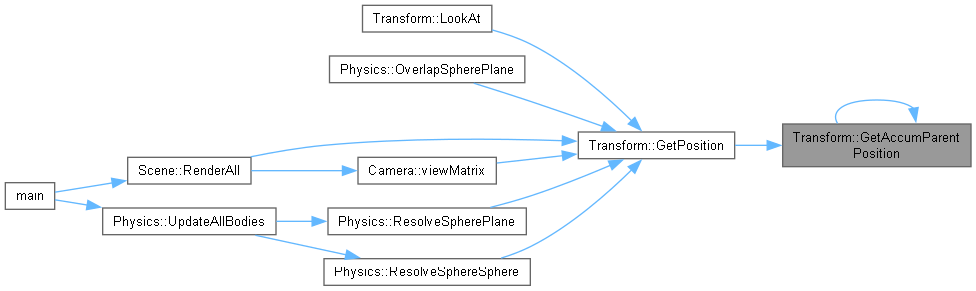 Transform::LookAt
Physics::OverlapSpherePlane
Transform::GetAccumParent
Position
Transform::GetPosition
Scene::RenderAll
Camera::viewMatrix
main
Physics::UpdateAllBodies
Physics::ResolveSpherePlane
Physics::ResolveSphereSphere